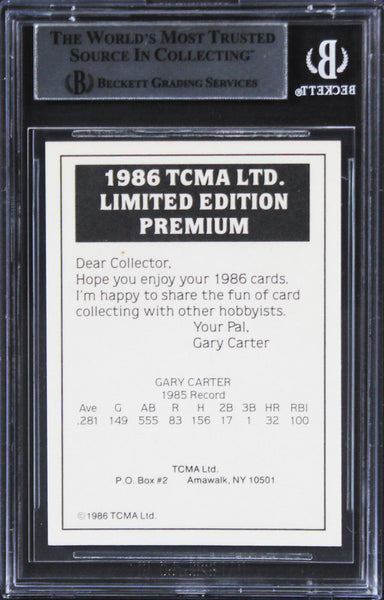 THE WORLD'S MOST TRUSTED
SOURCE IN COLLECTING™
BECKETT GRADING SERVICES
BECKETT
1986 TCMA LTD.
LIMITED EDITION
PREMIUM
Dear Collector,
Hope you enjoy your 1986 cards.
I'm happy to share the fun of card
collecting with other hobbyists.
Your Pal,
Gary Carter
GARY CARTER
1985 Record
Ave G AB R H 2B 3B HR RBI
.281 149 555 83 156 17 1 32 100
TCMA Ltd.
P.O. Box #2 Amawalk, NY 10501
©1986 TCMA Ltd.